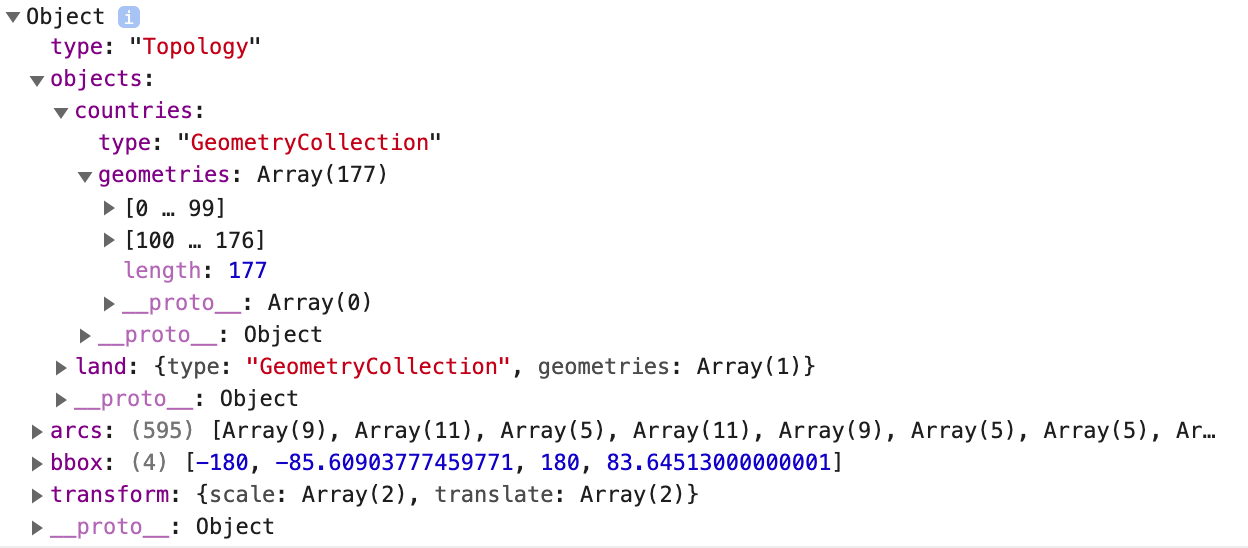 Object i
type: "Topology"
objects:
countries:
type: "GeometryCollection"
geometries: Array(177)
[0 … 99]
[100 … 176]
length: 177
__proto__: Array(0)
__proto__: Object
land: {type: "GeometryCollection", geometries: Array(1)}
__proto__: Object
arcs: (595) [Array(9), Array(11), Array(5), Array(11), Array(9), Array(5), Array(5), Ar…
bbox: (4) [-180, -85.60903777459771, 180, 83.64513000000001]
transform: {scale: Array(2), translate: Array(2)}
__proto__: Object